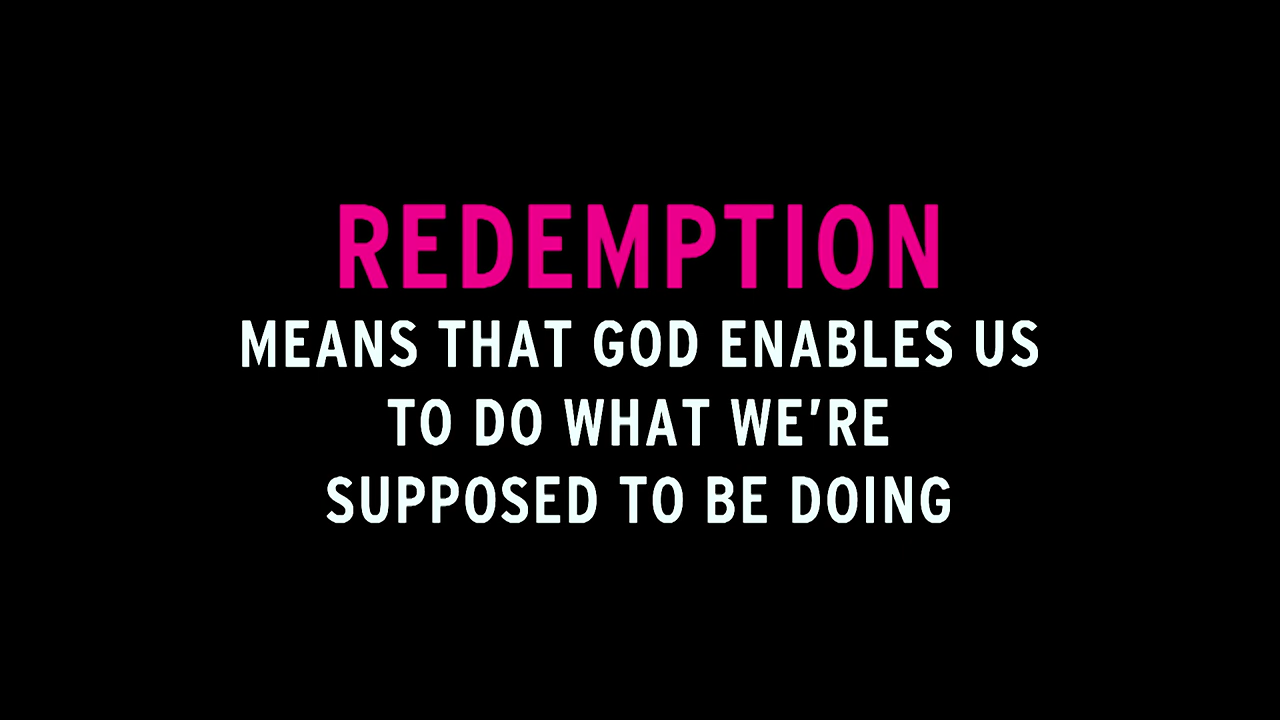 REDEMPTION
MEANS THAT GOD ENABLES US
TO DO WHAT WE’RE
SUPPOSED TO BE DOING